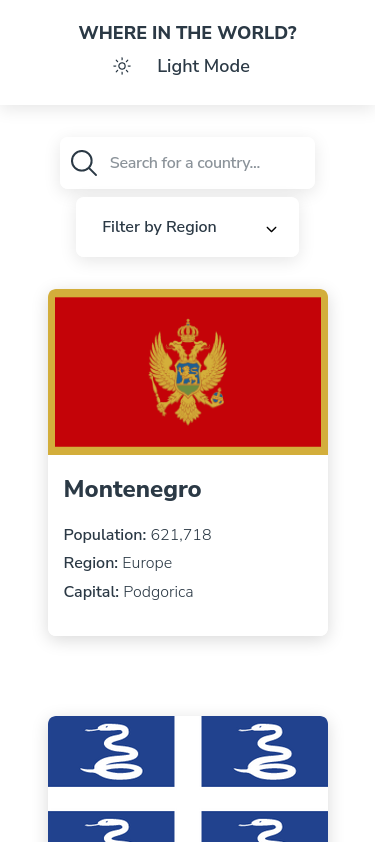 WHERE IN THE WORLD?
Light Mode
Search for a country...
Filter by Region
Montenegro
Population: 621,718
Region: Europe
Capital: Podgorica